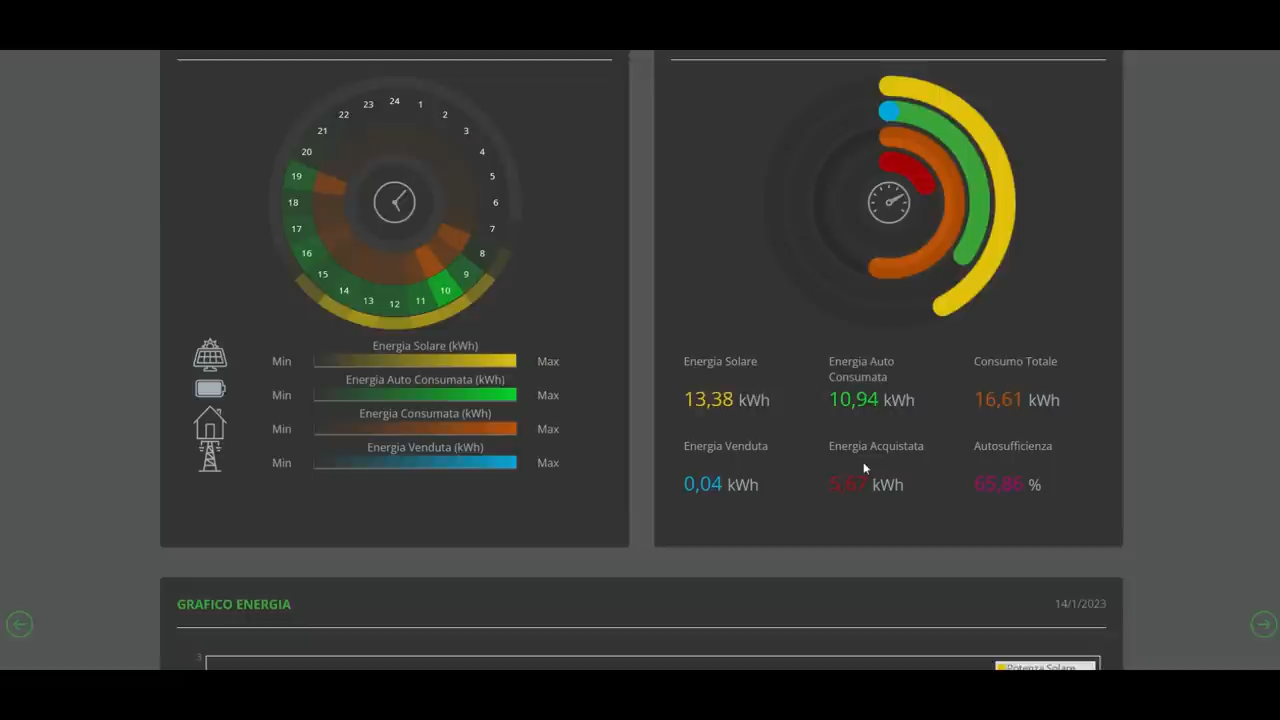 24
23
1
22
2
21
3
20
4
19
5
18
6
17
7
16
8
15
9
14
10
13
11
12
Energia Solare (kWh)
Min
Max
Energia Auto Consumata (kWh)
Min
Max
Energia Consumata (kWh)
Min
Max
Energia Venduta (kWh)
Min
Max
Energia Solare
13,38 kWh
Energia Auto
Consumata
10,94 kWh
Consumo Totale
16,61 kWh
Energia Venduta
0,04 kWh
Energia Acquistata
5,67 kWh
Autosufficienza
65,86 %
GRAFICO ENERGIA
14/1/2023
3
Potenza Solare